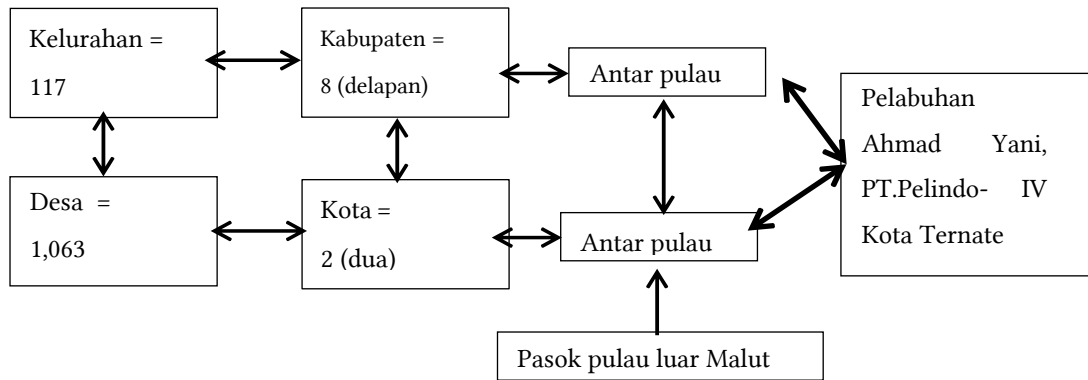 Kelurahan =
117
Kabupaten =
8 (delapan)
Antar pulau
Pelabuhan
Ahmad Yani,
PT.Pelindo- IV
Kota Ternate
Desa =
1,063
Kota =
2 (dua)
Antar pulau
Pasok pulau luar Malut